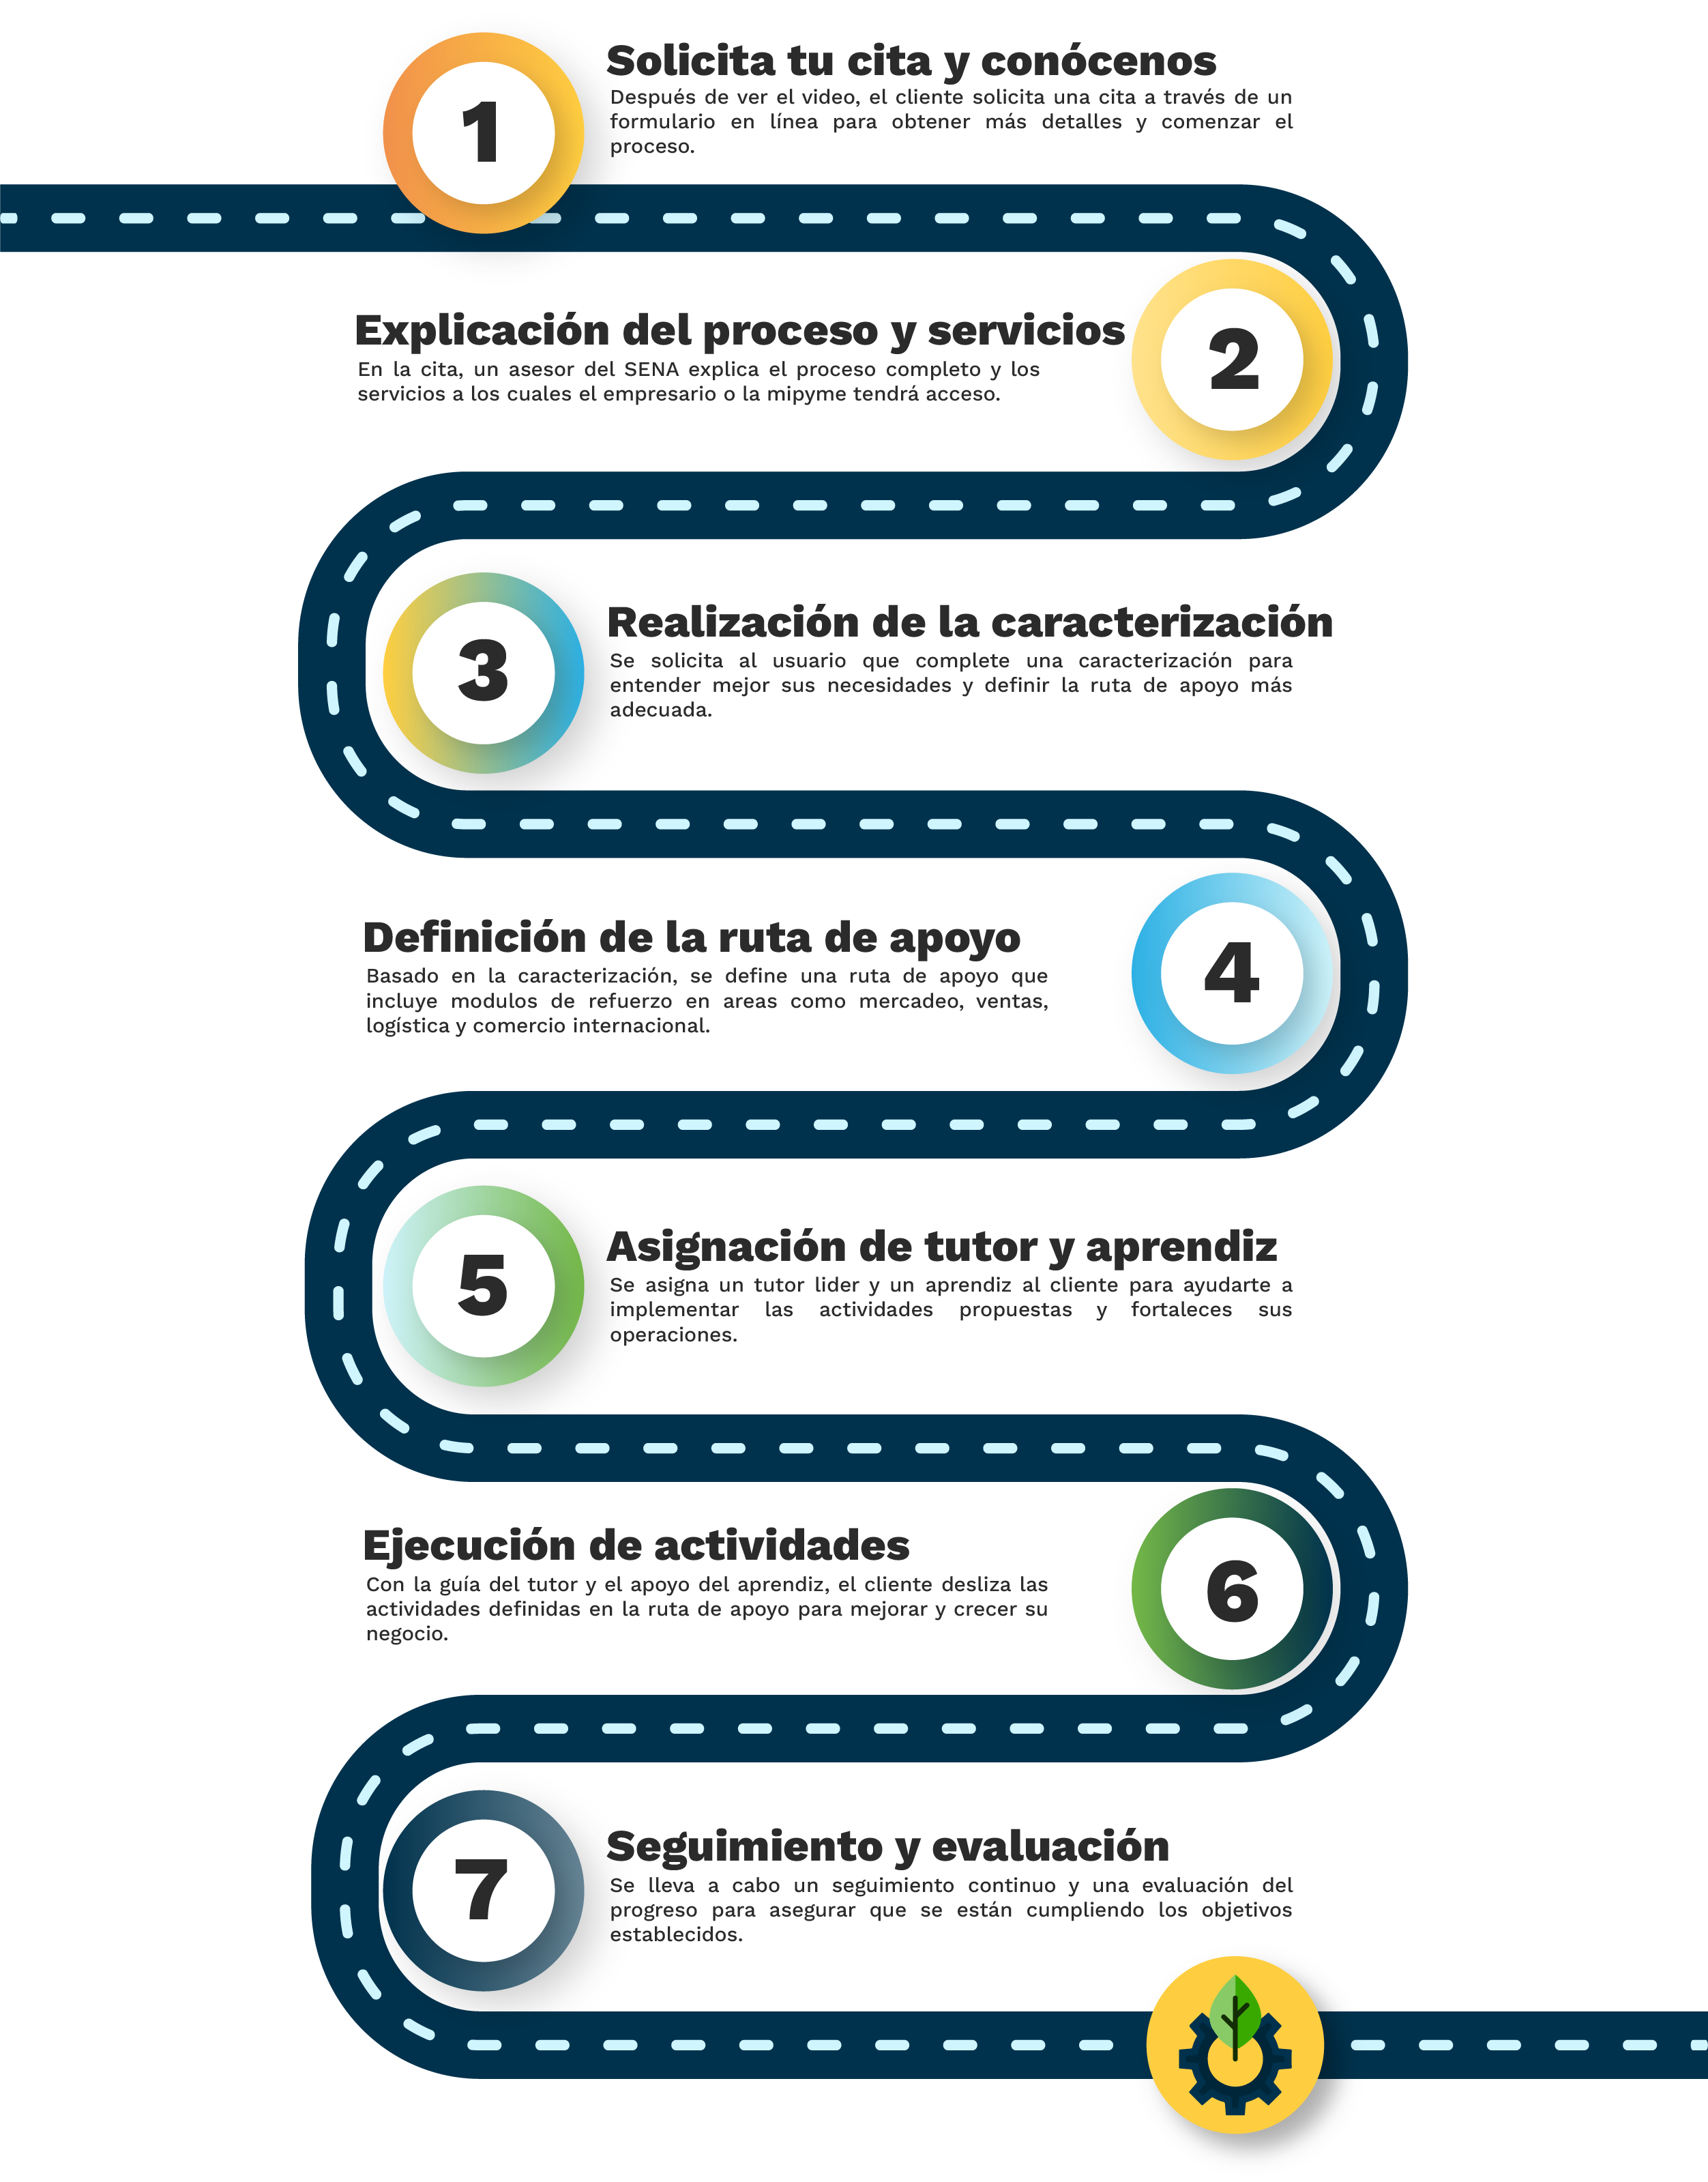 1
Solicita tu cita y conócenos
Después de ver el video, el cliente solicita una cita a través de un
formulario en línea para obtener más detalles y comenzar el
proceso.
Explicación del proceso y servicios
En la cita, un asesor del SENA explica el proceso completo y los
servicios a los cuales el empresario o la mipyme tendrá acceso.
2
3
Realización de la caracterización
Se solicita al usuario que complete una caracterización para
entender mejor sus necesidades y definir la ruta de apoyo más
adecuada.
Definición de la ruta de apoyo
Basado en la caracterización, se define una ruta de apoyo que
incluye modulos de refuerzo en areas como mercadeo, ventas,
logística y comercio internacional.
4
5
Asignación de tutor y aprendiz
Se asigna un tutor lider y un aprendiz al cliente para ayudarte a
implementar las actividades propuestas y fortaleces sus
operaciones.
Ejecución de actividades
Con la guía del tutor y el apoyo del aprendiz, el cliente desliza las
actividades definidas en la ruta de apoyo para mejorar y crecer su
negocio.
6
7
Seguimiento y evaluación
Se lleva a cabo un seguimiento continuo y una evaluación del
progreso para asegurar que se están cumpliendo los objetivos
establecidos.